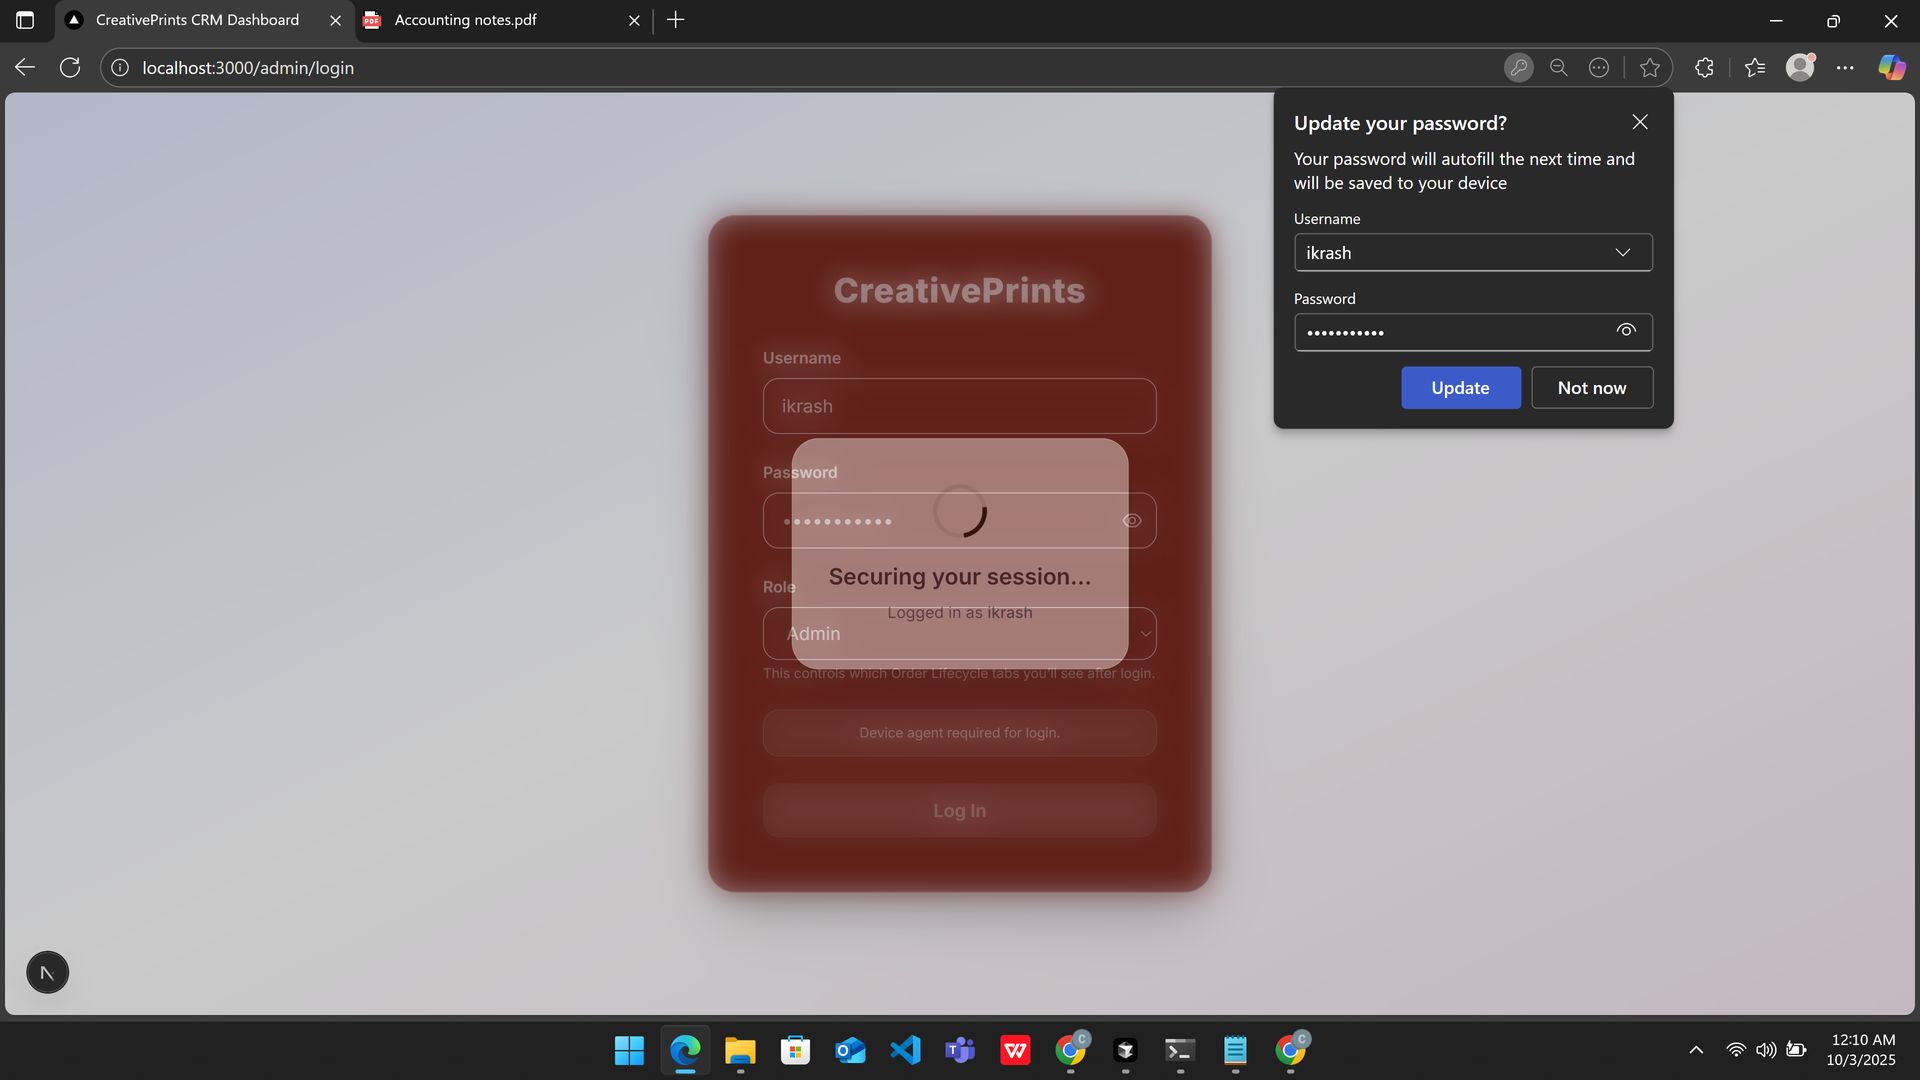 CreativePrints CRM Dashboard
Accounting notes.pdf
localhost:3000/admin/login
Update your password?
Your password will autofill the next time and
will be saved to your device
Username
ikrash
Password
•••••••••••
Update
Not now
CreativePrints
Username
ikrash
Password
•••••••••••
Securing your session...
Logged in as ikrash
Role
Admin
This controls which Order Lifecycle tabs you'll see after login.
Device agent required for login.
Log In
12:10 AM
10/3/2025